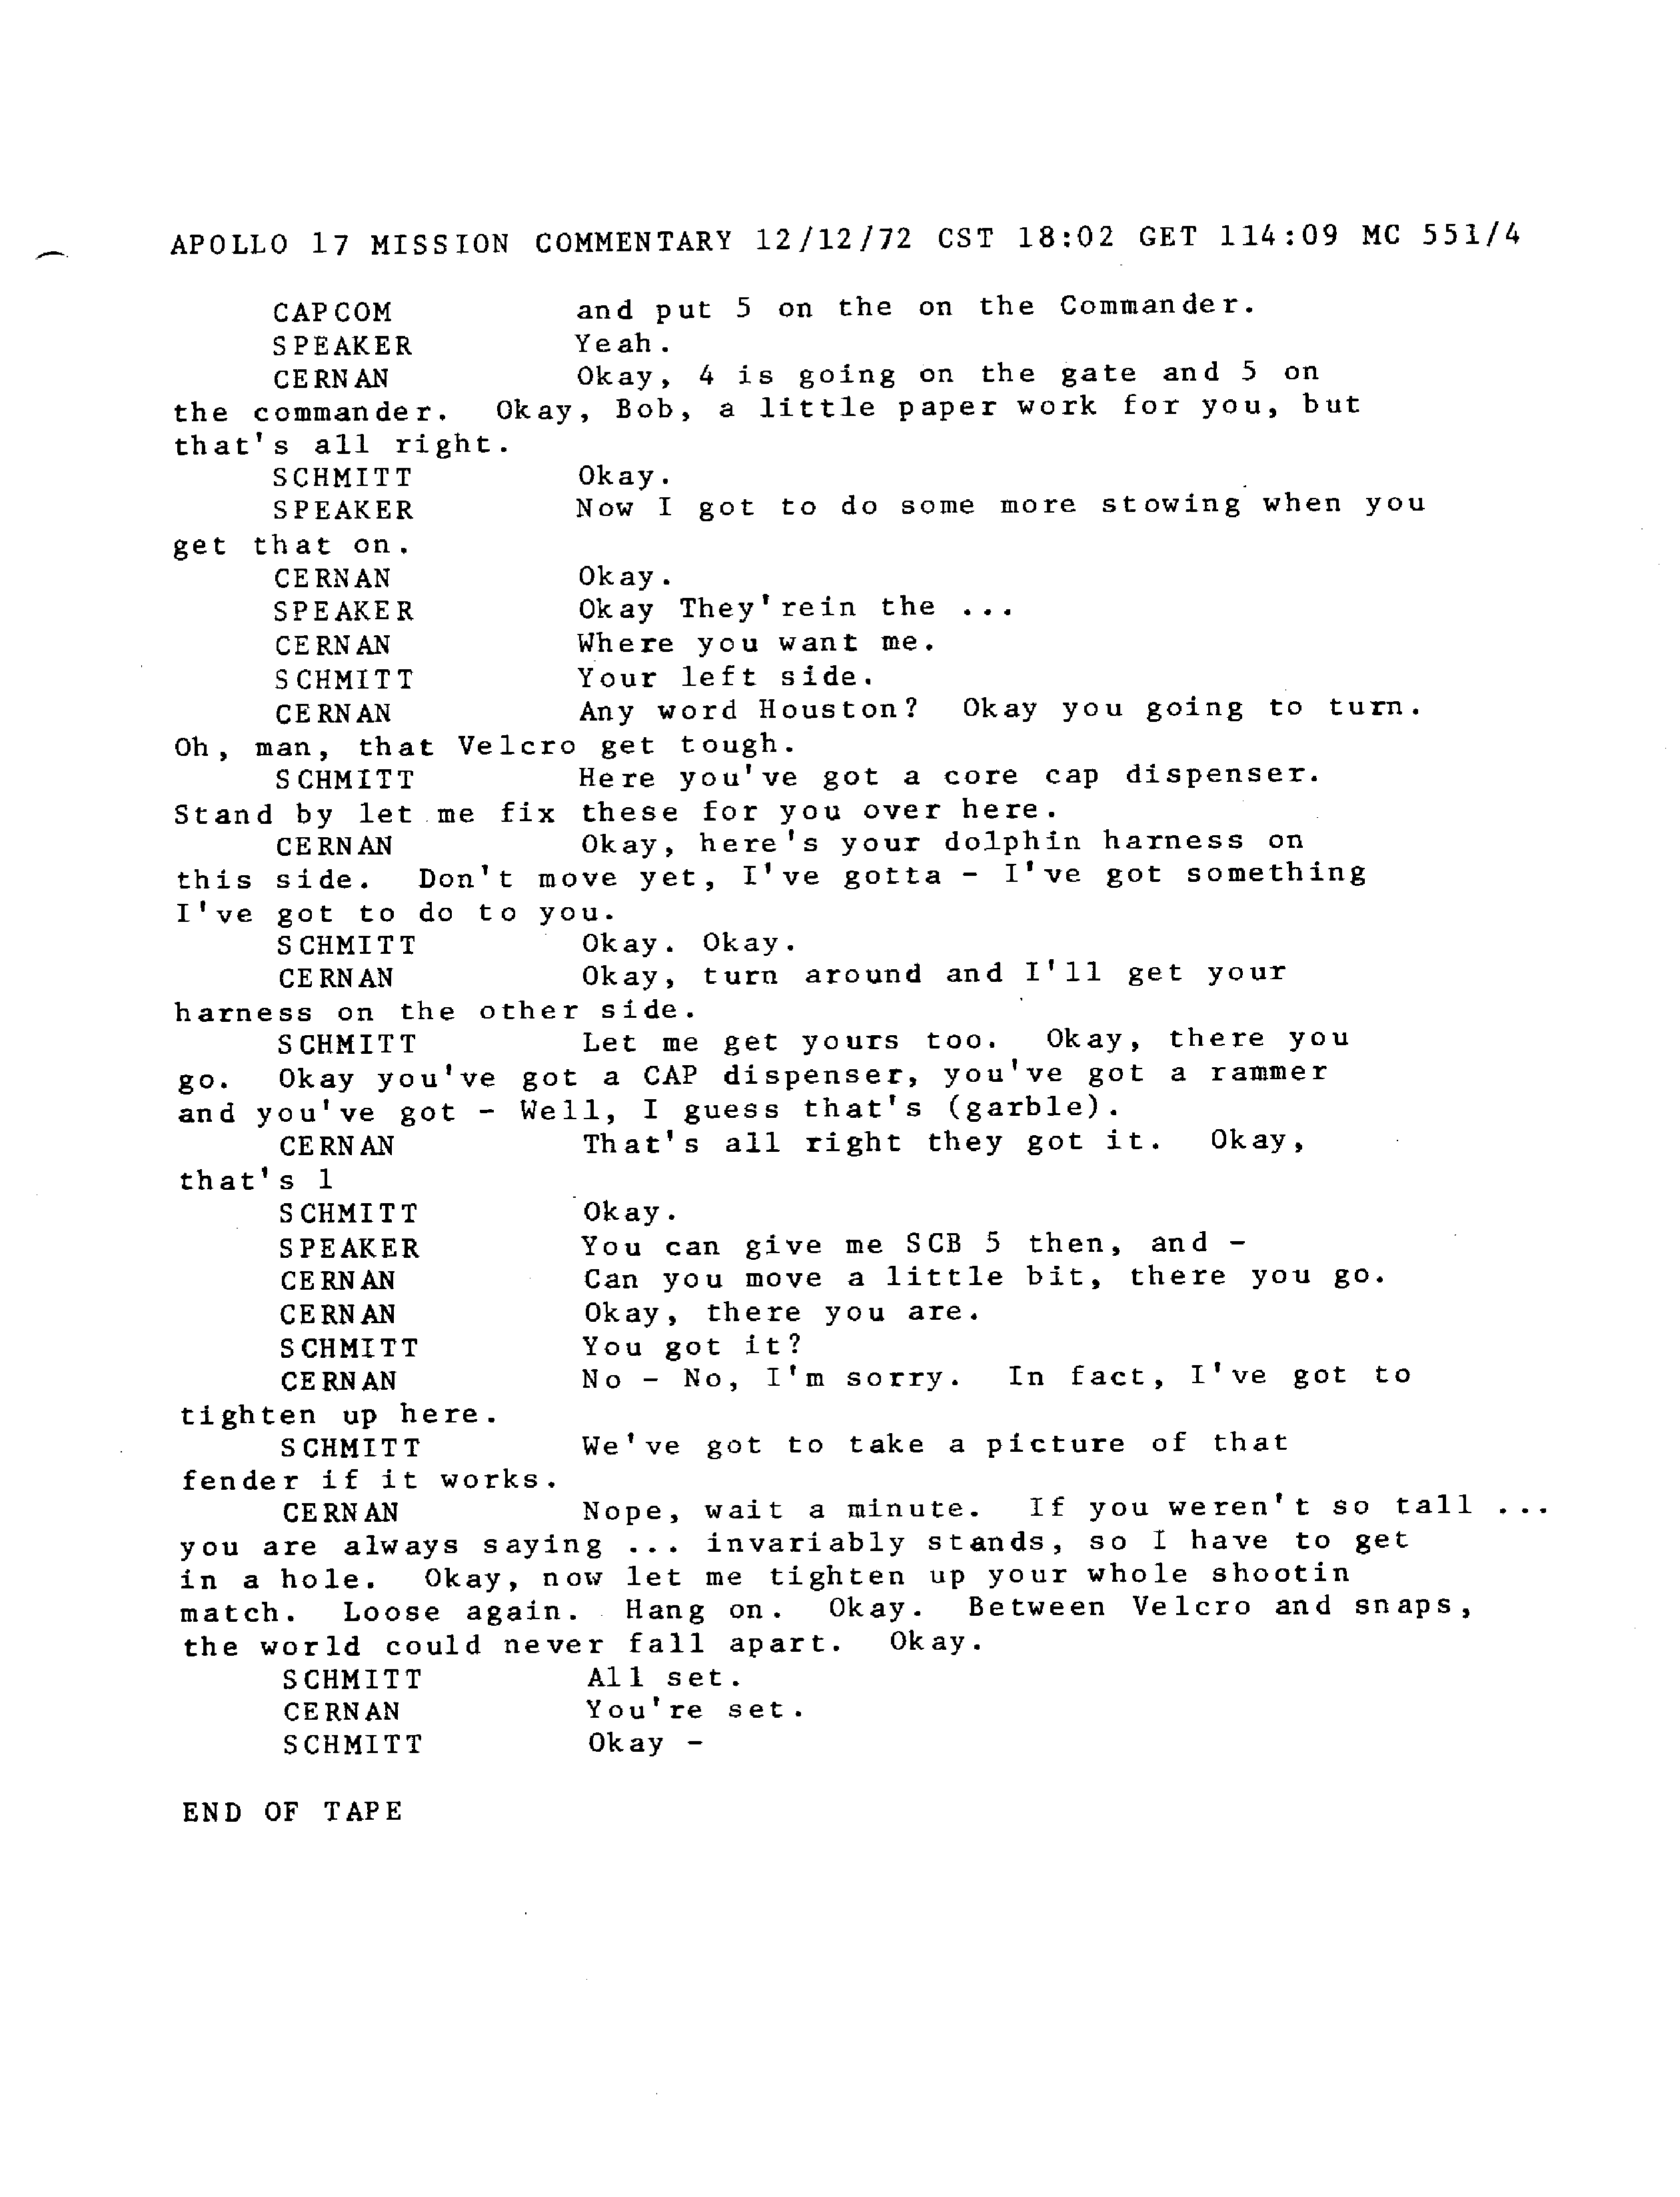 APOLLO 17 MISSION COMMENTARY 12/12/72 CST 18:02 GET 114:09 MC 551/4
CAPCOM and put 5 on the on the Commander.
SPEAKER Yeah.
CERNAN Okay, 4 is going on the gate and 5 on
the commander. Okay, Bob, a little paper work for you, but
that's all right.
SCHMITT Okay.
SPEAKER Now I got to do some more stowing when you
get that on.
CERNAN Okay.
SPEAKER Okay They'rein the ...
CERNAN Where you want me.
SCHMITT Your left side.
CERNAN Any word Houston? Okay you going to turn.
Oh, man, that Velcro get tough.
SCHMITT Here you've got a core cap dispenser.
Stand by let me fix these for you over here.
CERNAN Okay, here's your dolphin harness on
this side. Don't move yet, I've gotta - I've got something
I've got to do to you.
SCHMITT Okay. Okay.
CERNAN Okay, turn around and I'll get your
harness on the other side.
SCHMITT Let me get yours too. Okay, there you
go. Okay you've got a CAP dispenser, you've got a rammer
and you've got - Well, I guess that's (garble).
CERNAN That's all right they got it. Okay,
that's 1
SCHMITT Okay.
SPEAKER You can give me SCB 5 then, and -
CERNAN Can you move a little bit, there you go.
CERNAN Okay, there you are.
SCHMITT You got it?
CERNAN No - No, I'm sorry. In fact, I've got to
tighten up here.
SCHMITT We've got to take a picture of that
fender if it works.
CERNAN Nope, wait a minute. If you weren't so tall ...
you are always saying ... invariably stands, so I have to get
in a hole. Okay, now let me tighten up your whole shootin
match. Loose again. Hang on. Okay. Between Velcro and snaps,
the world could never fall apart. Okay.
SCHMITT All set.
CERNAN You're set.
SCHMITT Okay -
END OF TAPE